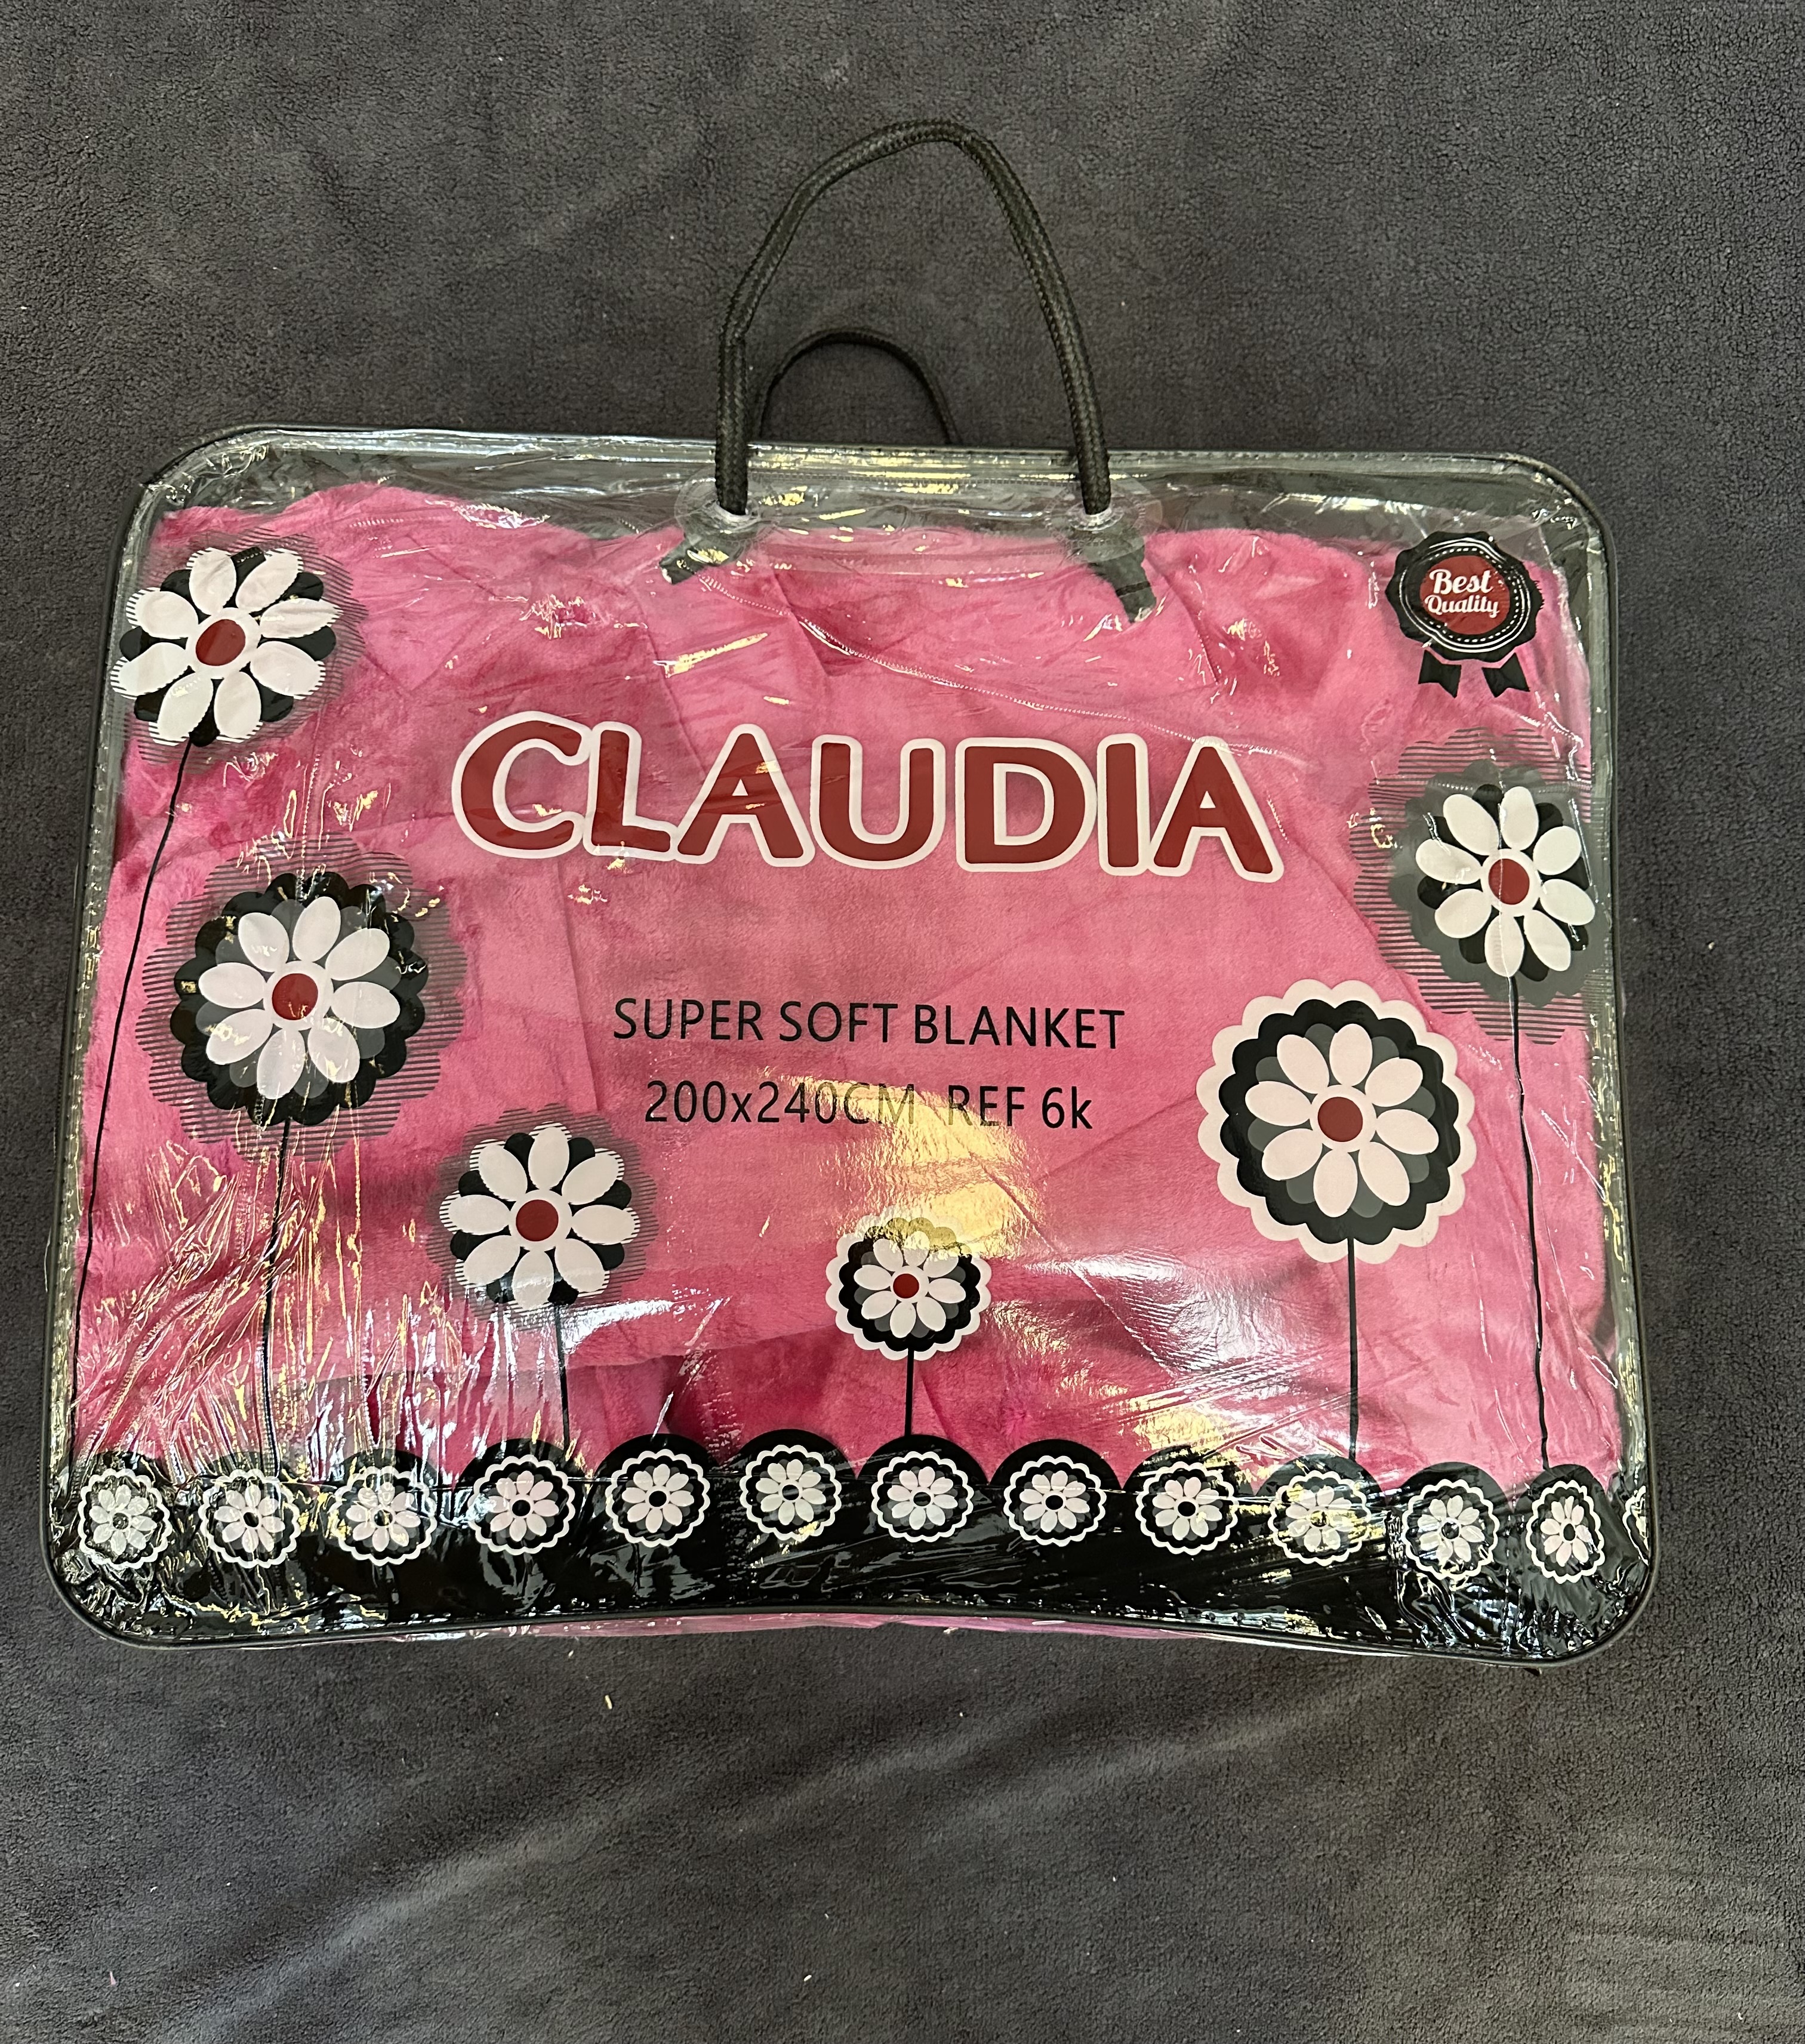 Best
Quality
CLAUDIA
SUPER SOFT BLANKET
200x240CM REF 6k